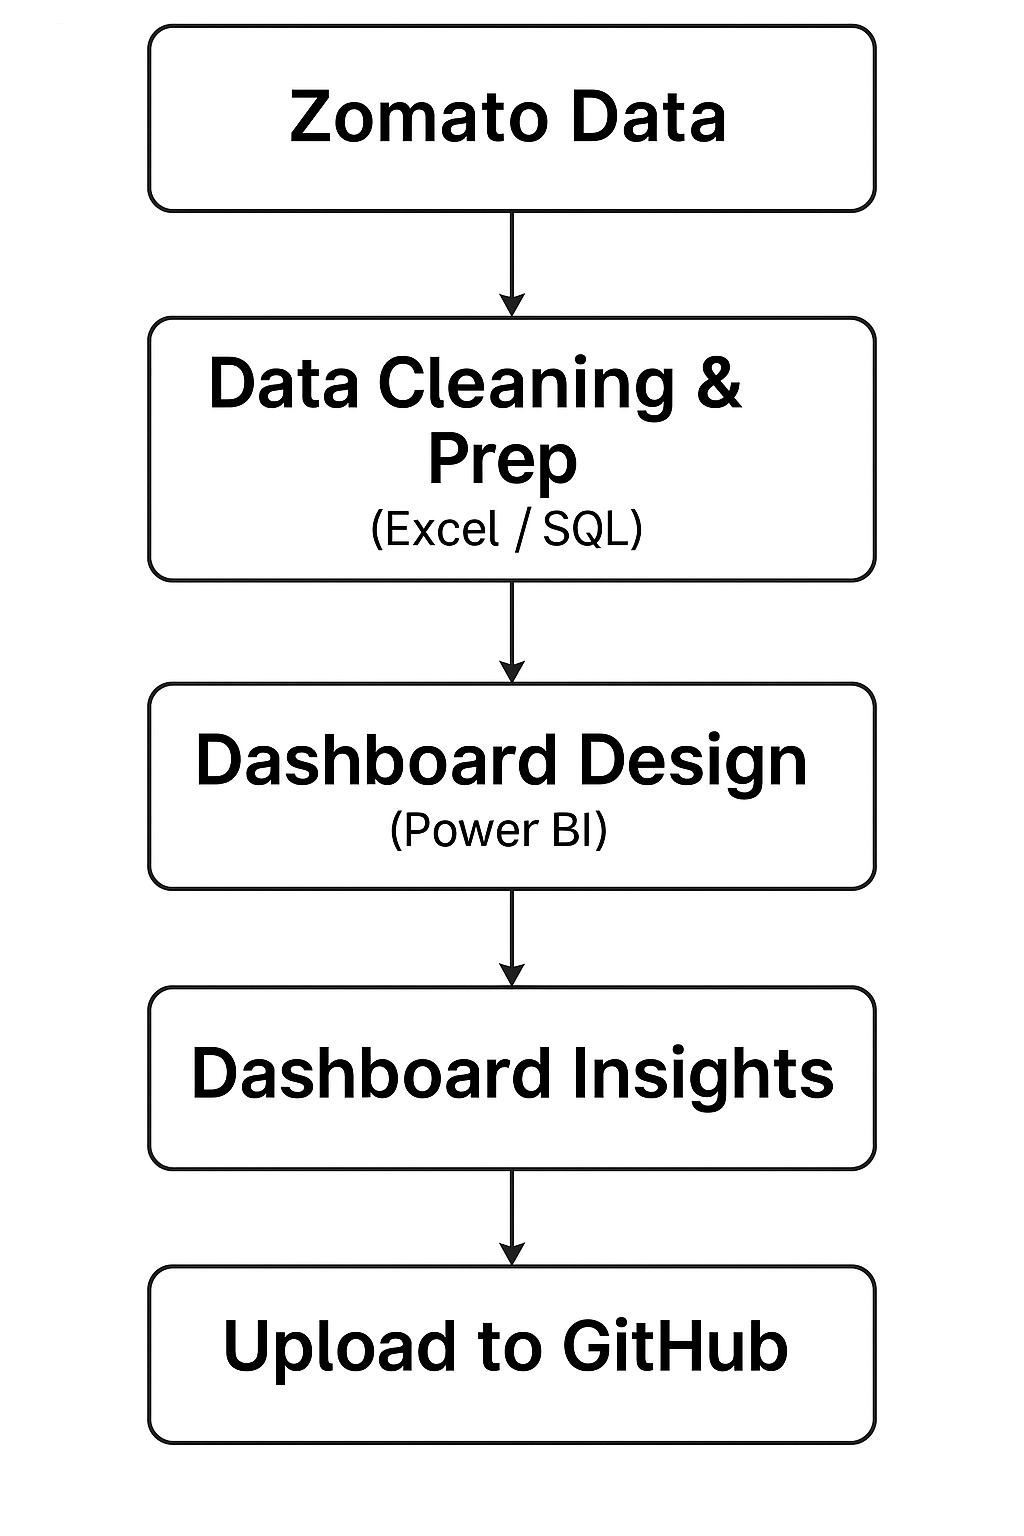 Zomato Data
Data Cleaning &
Prep
(Excel / SQL)
Dashboard Design
(Power BI)
Dashboard Insights
Upload to GitHub